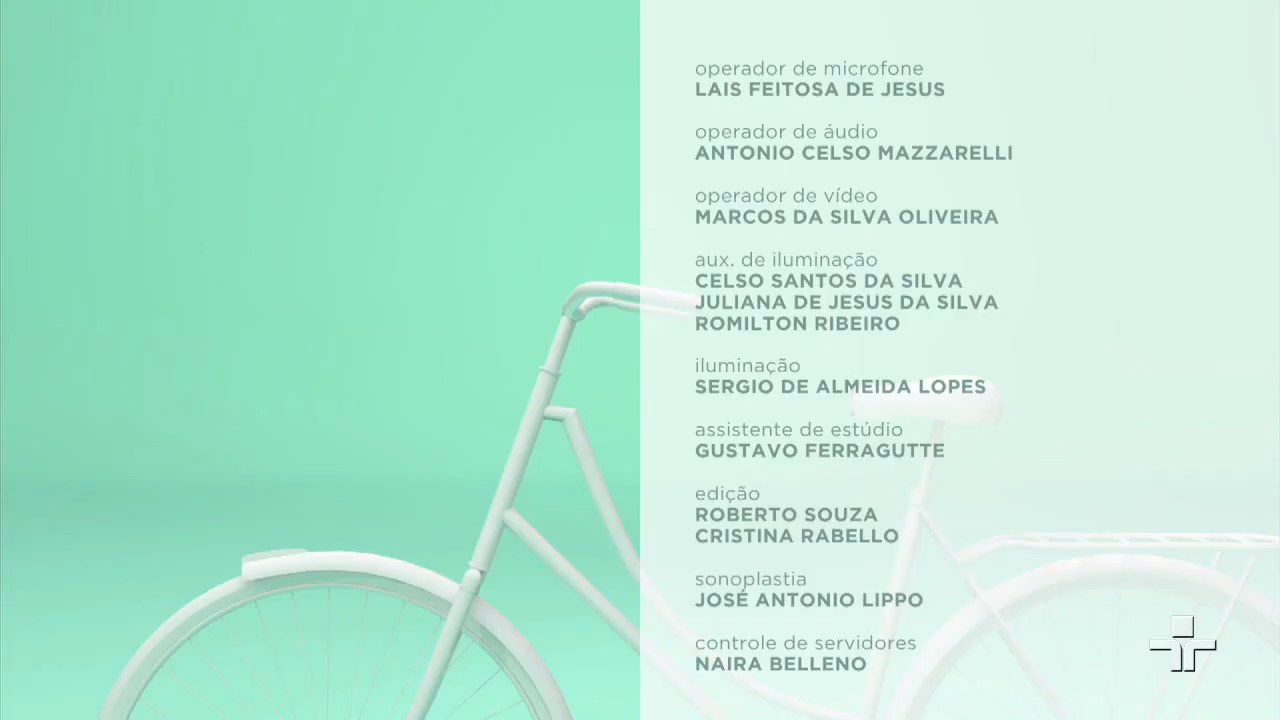 operador de microfone
LAIS FEITOSA DE JESUS
operador de áudio
ANTONIO CELSO MAZZARELLI
operador de vídeo
MARCOS DA SILVA OLIVEIRA
aux. de iluminação
CELSO SANTOS DA SILVA
JULIANA DE JESUS DA SILVA
ROMILTON RIBEIRO
iluminação
SERGIO DE ALMEIDA LOPES
assistente de estúdio
GUSTAVO FERRAGUTTE
edição
ROBERTO SOUZA
CRISTINA RABELLO
sonoplastia
JOSÉ ANTONIO LIPPO
controle de servidores
NAIRA BELLENO